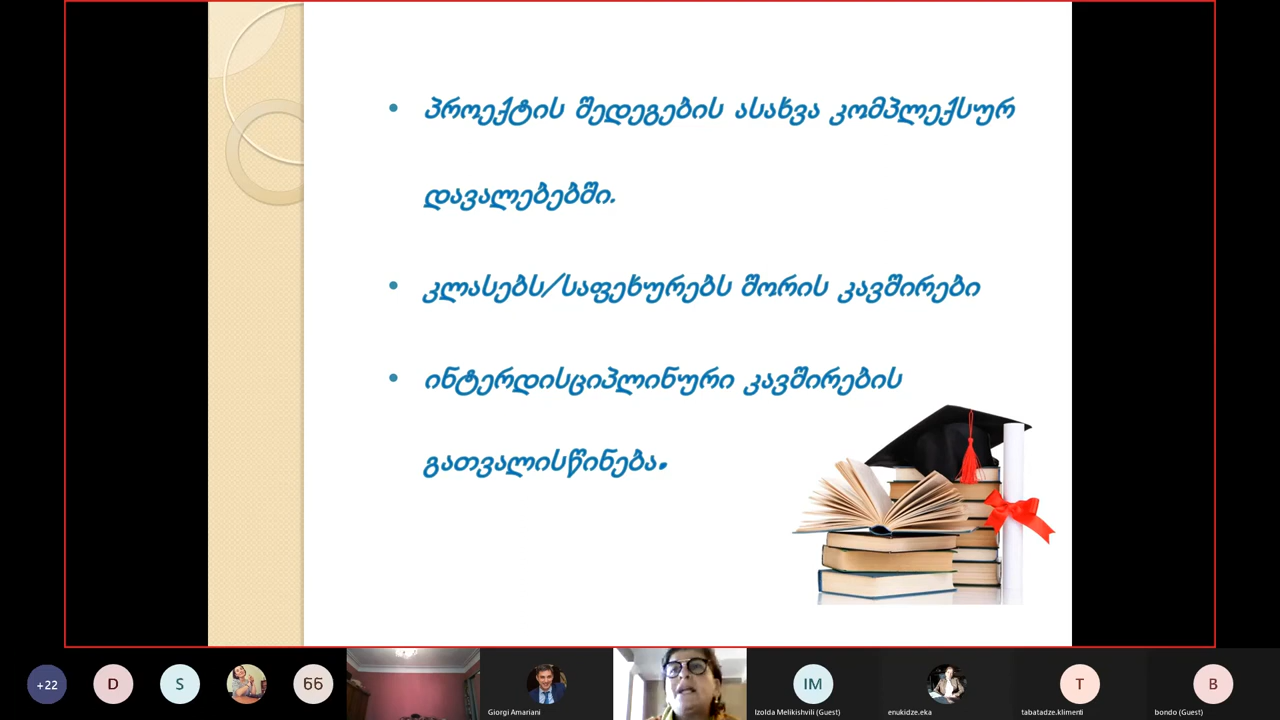 • პროექტის შედეგების ასახვა კომპლექსურ
დავალებებში.
• კლასებს/საფეხურებს შორის კავშირები
• ინტერდისციპლინური კავშირების
გათვალისწინება.
+22
D
S
ნნ
IM
T
B
Giorgi Amariani
Izolda Melikishvili (Guest)
enukidze.eka
tabatadze.klimenti
bondo (Guest)